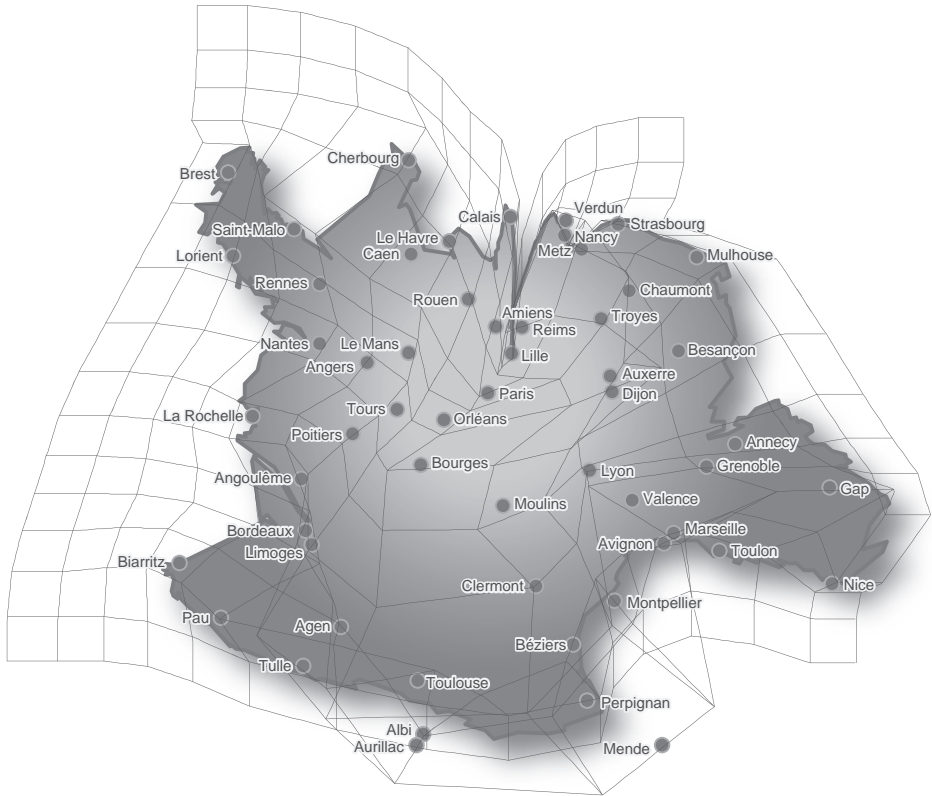 Cherbourg
Brest
Verdun
Calais
Strasbourg
Saint-Malo
Le Havre
Nancy
Metz
Caen
Lorient
Mulhouse
Rennes
Chaumont
Rouen
Amiens
Troyes
Reims
Nantes
Le Mans
Besançon
Lille
Angers
Auxerre
Paris
Dijon
Tours
La Rochelle
Orléans
Poitiers
Annecy
Bourges
Grenoble
Lyon
Angoulême
Gap
Valence
Moulins
Bordeaux
Marseille
Avignon
Limoges
Toulon
Biarritz
Clermont
Nice
Montpellier
Pau
Agen
Béziers
Tulle
Toulouse
Perpignan
Albi
Aurillac
Mende